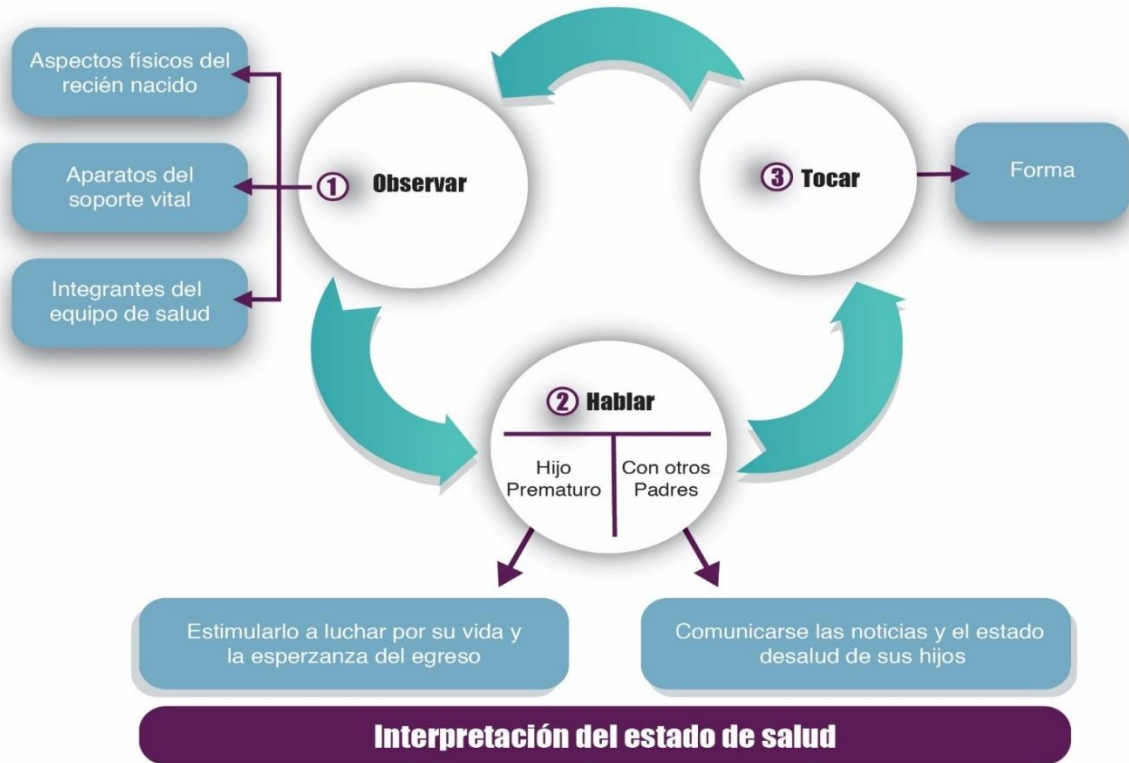 Aspectos físicos del
recién nacido
Aparatos del
soporte vital
Integrantes del
equipo de salud
1 Observar
3 Tocar
Forma
2 Hablar
Hijo
Prematuro
Con otros
Padres
Estimularlo a luchar por su vida y
la esperzanza del egreso
Comunicarse las noticias y el estado
desalud de sus hijos
Interpretación del estado de salud